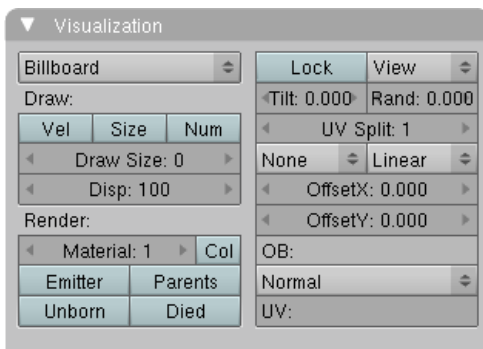 Visualization
Billboard
Draw:
Vel Size Num
Draw Size: 0
Disp: 100
Render:
Material: 1 Col
Emitter Parents
Unborn Died
Lock View
Tilt: 0.000 Rand: 0.000
UV Split: 1
None Linear
OffsetX: 0.000
OffsetY: 0.000
OB:
Normal
UV: